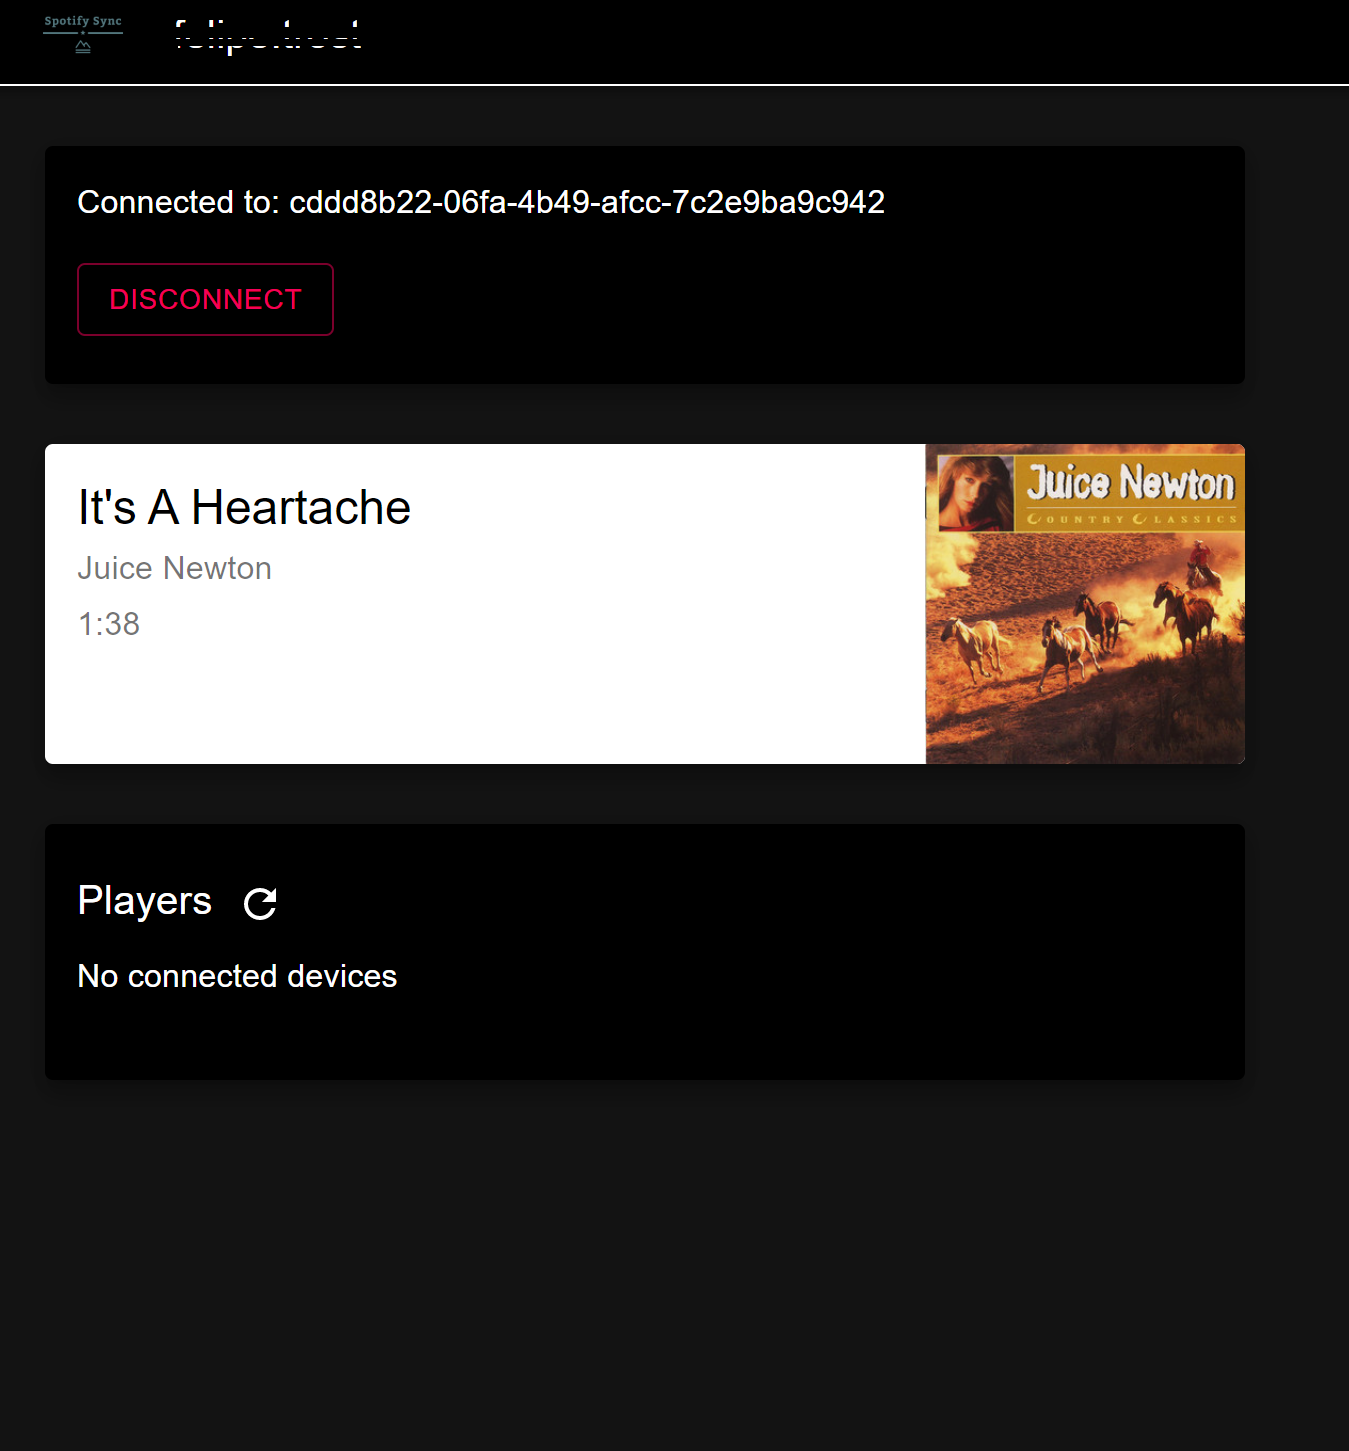 Spotify Sync
Connected to: cddd8b22-06fa-4b49-afcc-7c2e9ba9c942
DISCONNECT
It's A Heartache
Juice Newton
1:38
Juice Newton
COUNTRY CLASSICS
Players
No connected devices